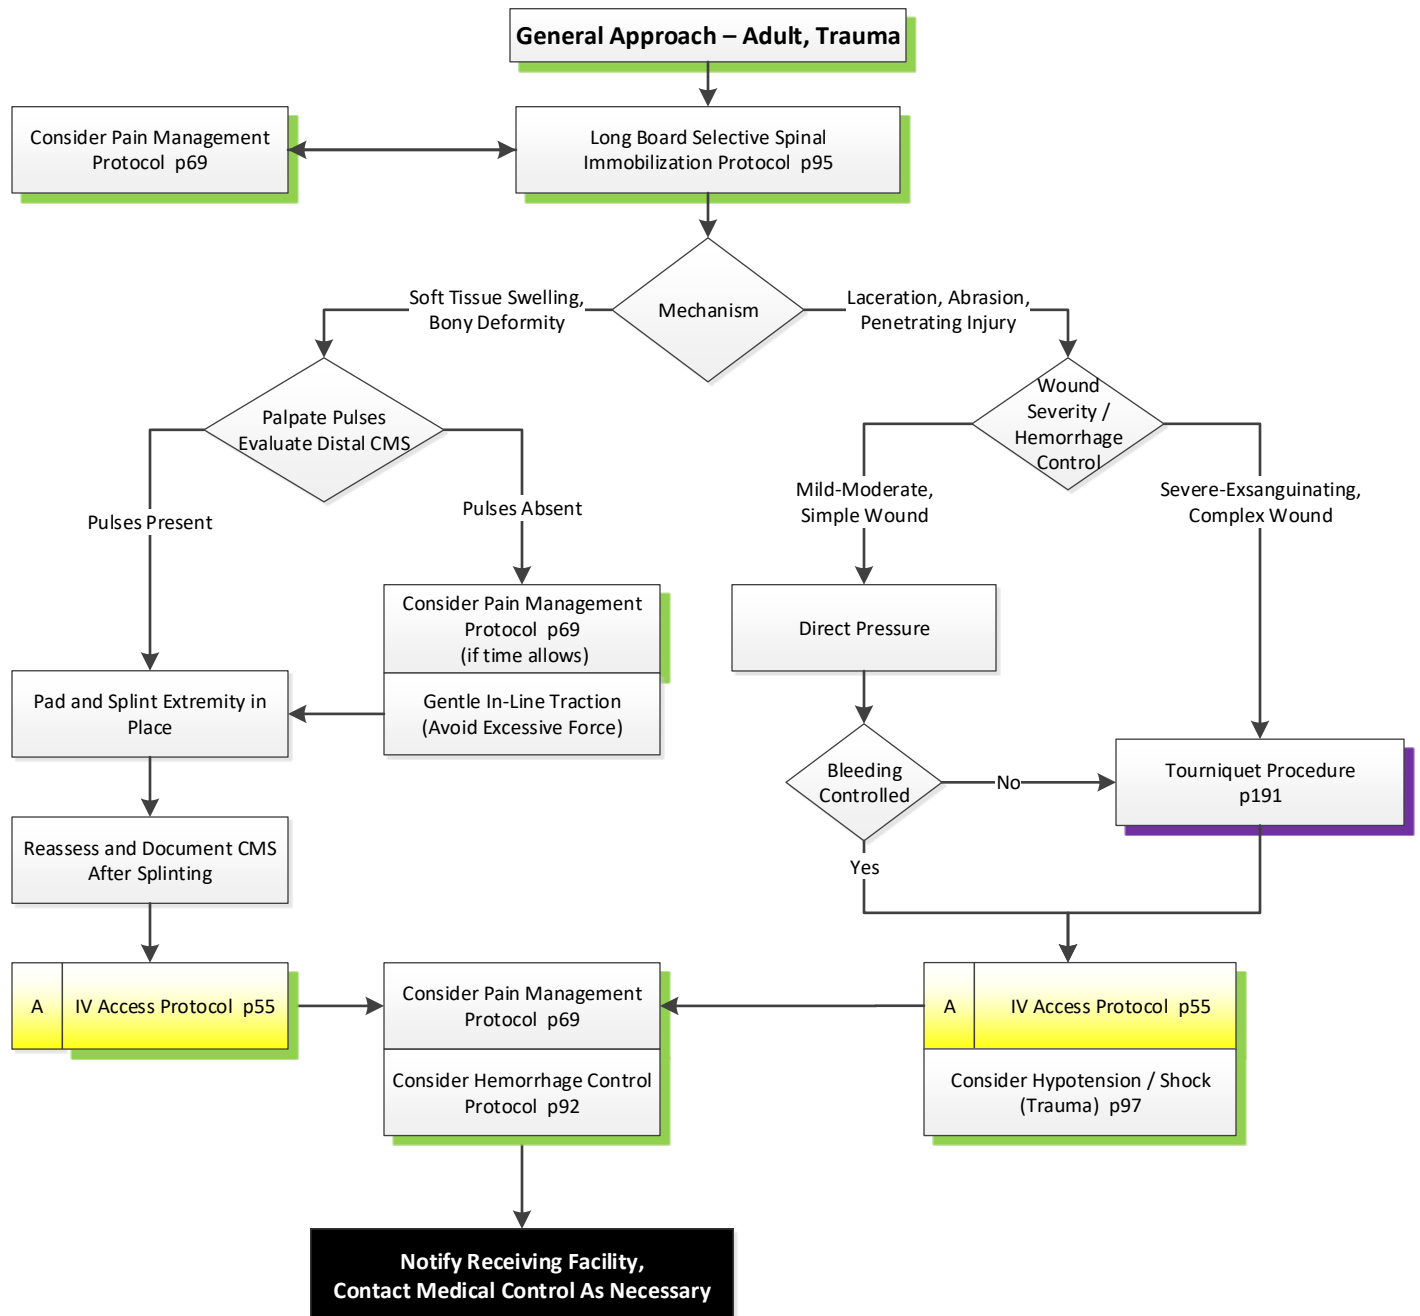 General Approach – Adult, Trauma
Consider Pain Management
Protocol p69
Long Board Selective Spinal
Immobilization Protocol p95
Mechanism
Soft Tissue Swelling,
Bony Deformity
Laceration, Abrasion,
Penetrating Injury
Palpate Pulses
Evaluate Distal CMS
Wound
Severity /
Hemorrhage
Control
Pulses Present
Pulses Absent
Mild-Moderate,
Simple Wound
Severe-Exsanguinating,
Complex Wound
Consider Pain Management
Protocol p69
(if time allows)
Gentle In-Line Traction
(Avoid Excessive Force)
Direct Pressure
Pad and Splint Extremity in
Place
Bleeding
Controlled
No
Tourniquet Procedure
p191
Reassess and Document CMS
After Splinting
Yes
A
IV Access Protocol p55
Consider Pain Management
Protocol p69
Consider Hemorrhage Control
Protocol p92
A
IV Access Protocol p55
Consider Hypotension / Shock
(Trauma) p97
Notify Receiving Facility,
Contact Medical Control As Necessary